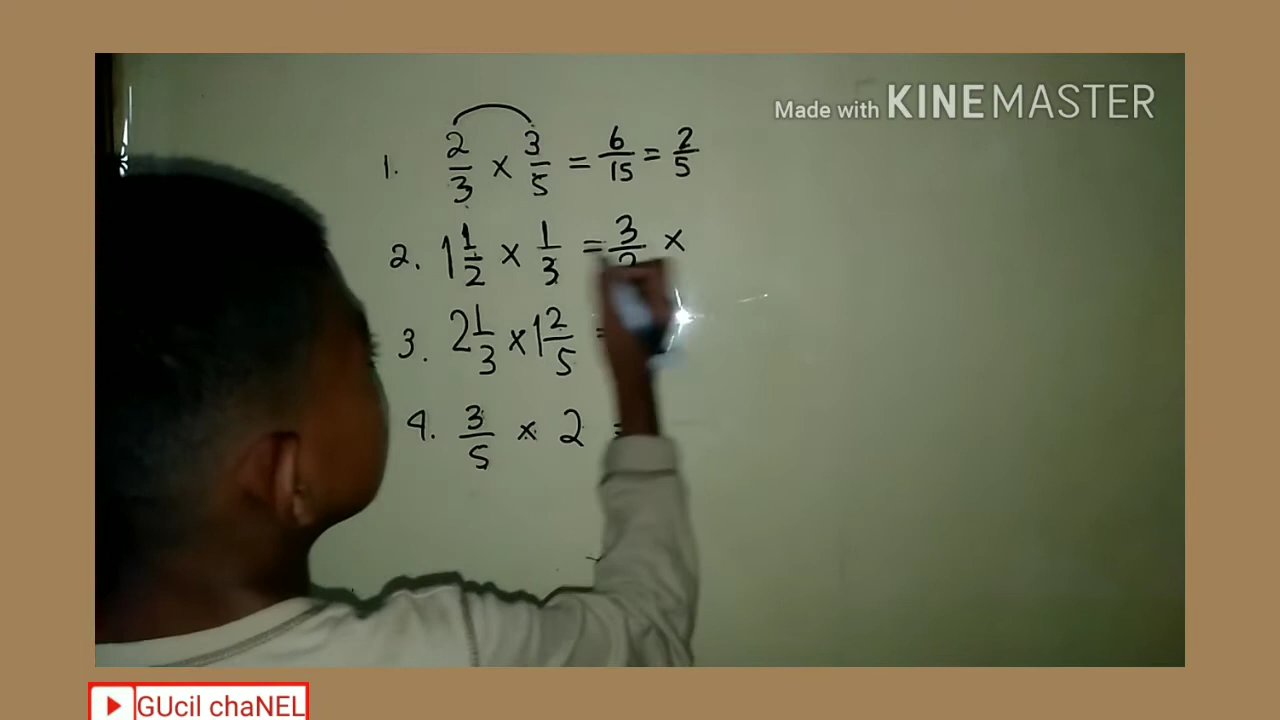 Made with KINEMASTER
1. 2/3 × 3/5 = 6/15 = 2/5
2. 1 1/2 × 1/3 = 3/2 ×
3. 2 1/3 × 1 2/5 =
4. 3/5 × 2 =
GUcil chaNEL